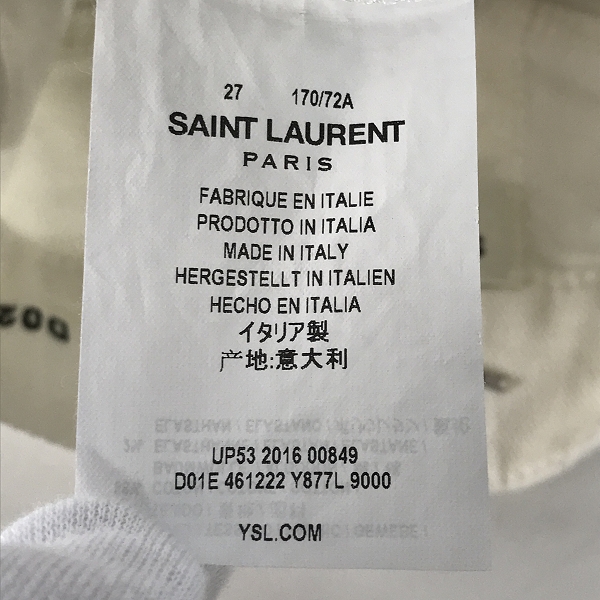 27 170/72A
SAINT LAURENT
PARIS
FABRIQUE EN ITALIE
PRODOTTO IN ITALIA
MADE IN ITALY
HERGESTELLT IN ITALIEN
HECHO EN ITALIA
イタリア製
产地:意大利
UP53 2016 00849
D01E 461222 Y877L 9000
YSL.COM